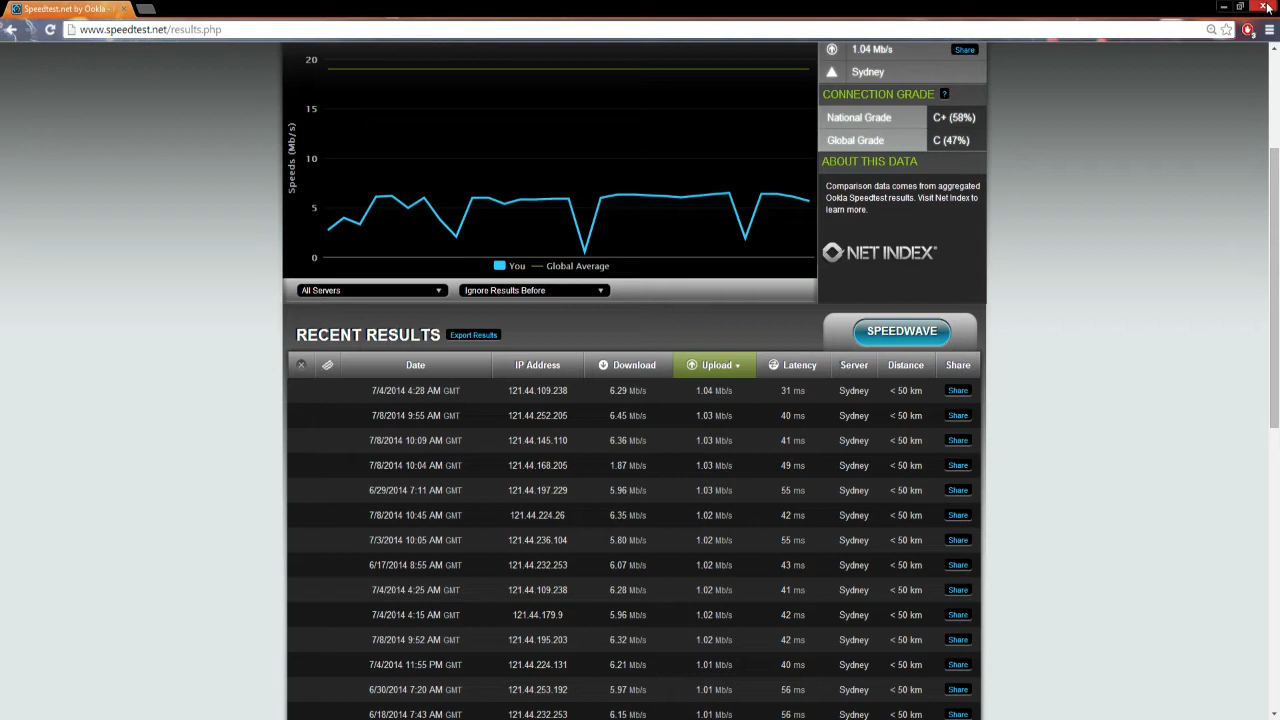 Speedtest.net by Ookla -
www.speedtest.net/results.php
1.04 Mb/s Share
Sydney
CONNECTION GRADE ?
National Grade C+ (58%)
Global Grade C (47%)
ABOUT THIS DATA
Comparison data comes from aggregated
Ookla Speedtest results. Visit Net Index to
learn more.
NET INDEX
20
15
10
5
0
Speeds (Mb/s)
You Global Average
All Servers Ignore Results Before
RECENT RESULTS Export Results
SPEEDWAVE
Date IP Address Download Upload Latency Server Distance Share
7/4/2014 4:28 AM GMT 121.44.109.238 6.29 Mb/s 1.04 Mb/s 31 ms Sydney < 50 km Share
7/8/2014 9:55 AM GMT 121.44.252.205 6.45 Mb/s 1.03 Mb/s 40 ms Sydney < 50 km Share
7/8/2014 10:09 AM GMT 121.44.145.110 6.36 Mb/s 1.03 Mb/s 41 ms Sydney < 50 km Share
7/8/2014 10:04 AM GMT 121.44.168.205 1.87 Mb/s 1.03 Mb/s 49 ms Sydney < 50 km Share
6/29/2014 7:11 AM GMT 121.44.197.229 5.96 Mb/s 1.03 Mb/s 55 ms Sydney < 50 km Share
7/8/2014 10:45 AM GMT 121.44.224.26 6.35 Mb/s 1.02 Mb/s 42 ms Sydney < 50 km Share
7/3/2014 10:05 AM GMT 121.44.236.104 5.80 Mb/s 1.02 Mb/s 55 ms Sydney < 50 km Share
6/17/2014 8:55 AM GMT 121.44.232.253 6.07 Mb/s 1.02 Mb/s 43 ms Sydney < 50 km Share
7/4/2014 4:25 AM GMT 121.44.109.238 6.28 Mb/s 1.02 Mb/s 41 ms Sydney < 50 km Share
7/4/2014 4:15 AM GMT 121.44.179.9 5.96 Mb/s 1.02 Mb/s 42 ms Sydney < 50 km Share
7/8/2014 9:52 AM GMT 121.44.195.203 6.32 Mb/s 1.02 Mb/s 42 ms Sydney < 50 km Share
7/4/2014 11:55 PM GMT 121.44.224.131 6.21 Mb/s 1.01 Mb/s 40 ms Sydney < 50 km Share
6/30/2014 7:20 AM GMT 121.44.253.192 5.97 Mb/s 1.01 Mb/s 56 ms Sydney < 50 km Share
6/18/2014 7:43 AM GMT 121.44.232.253 6.15 Mb/s 1.01 Mb/s 56 ms Sydney < 50 km Share